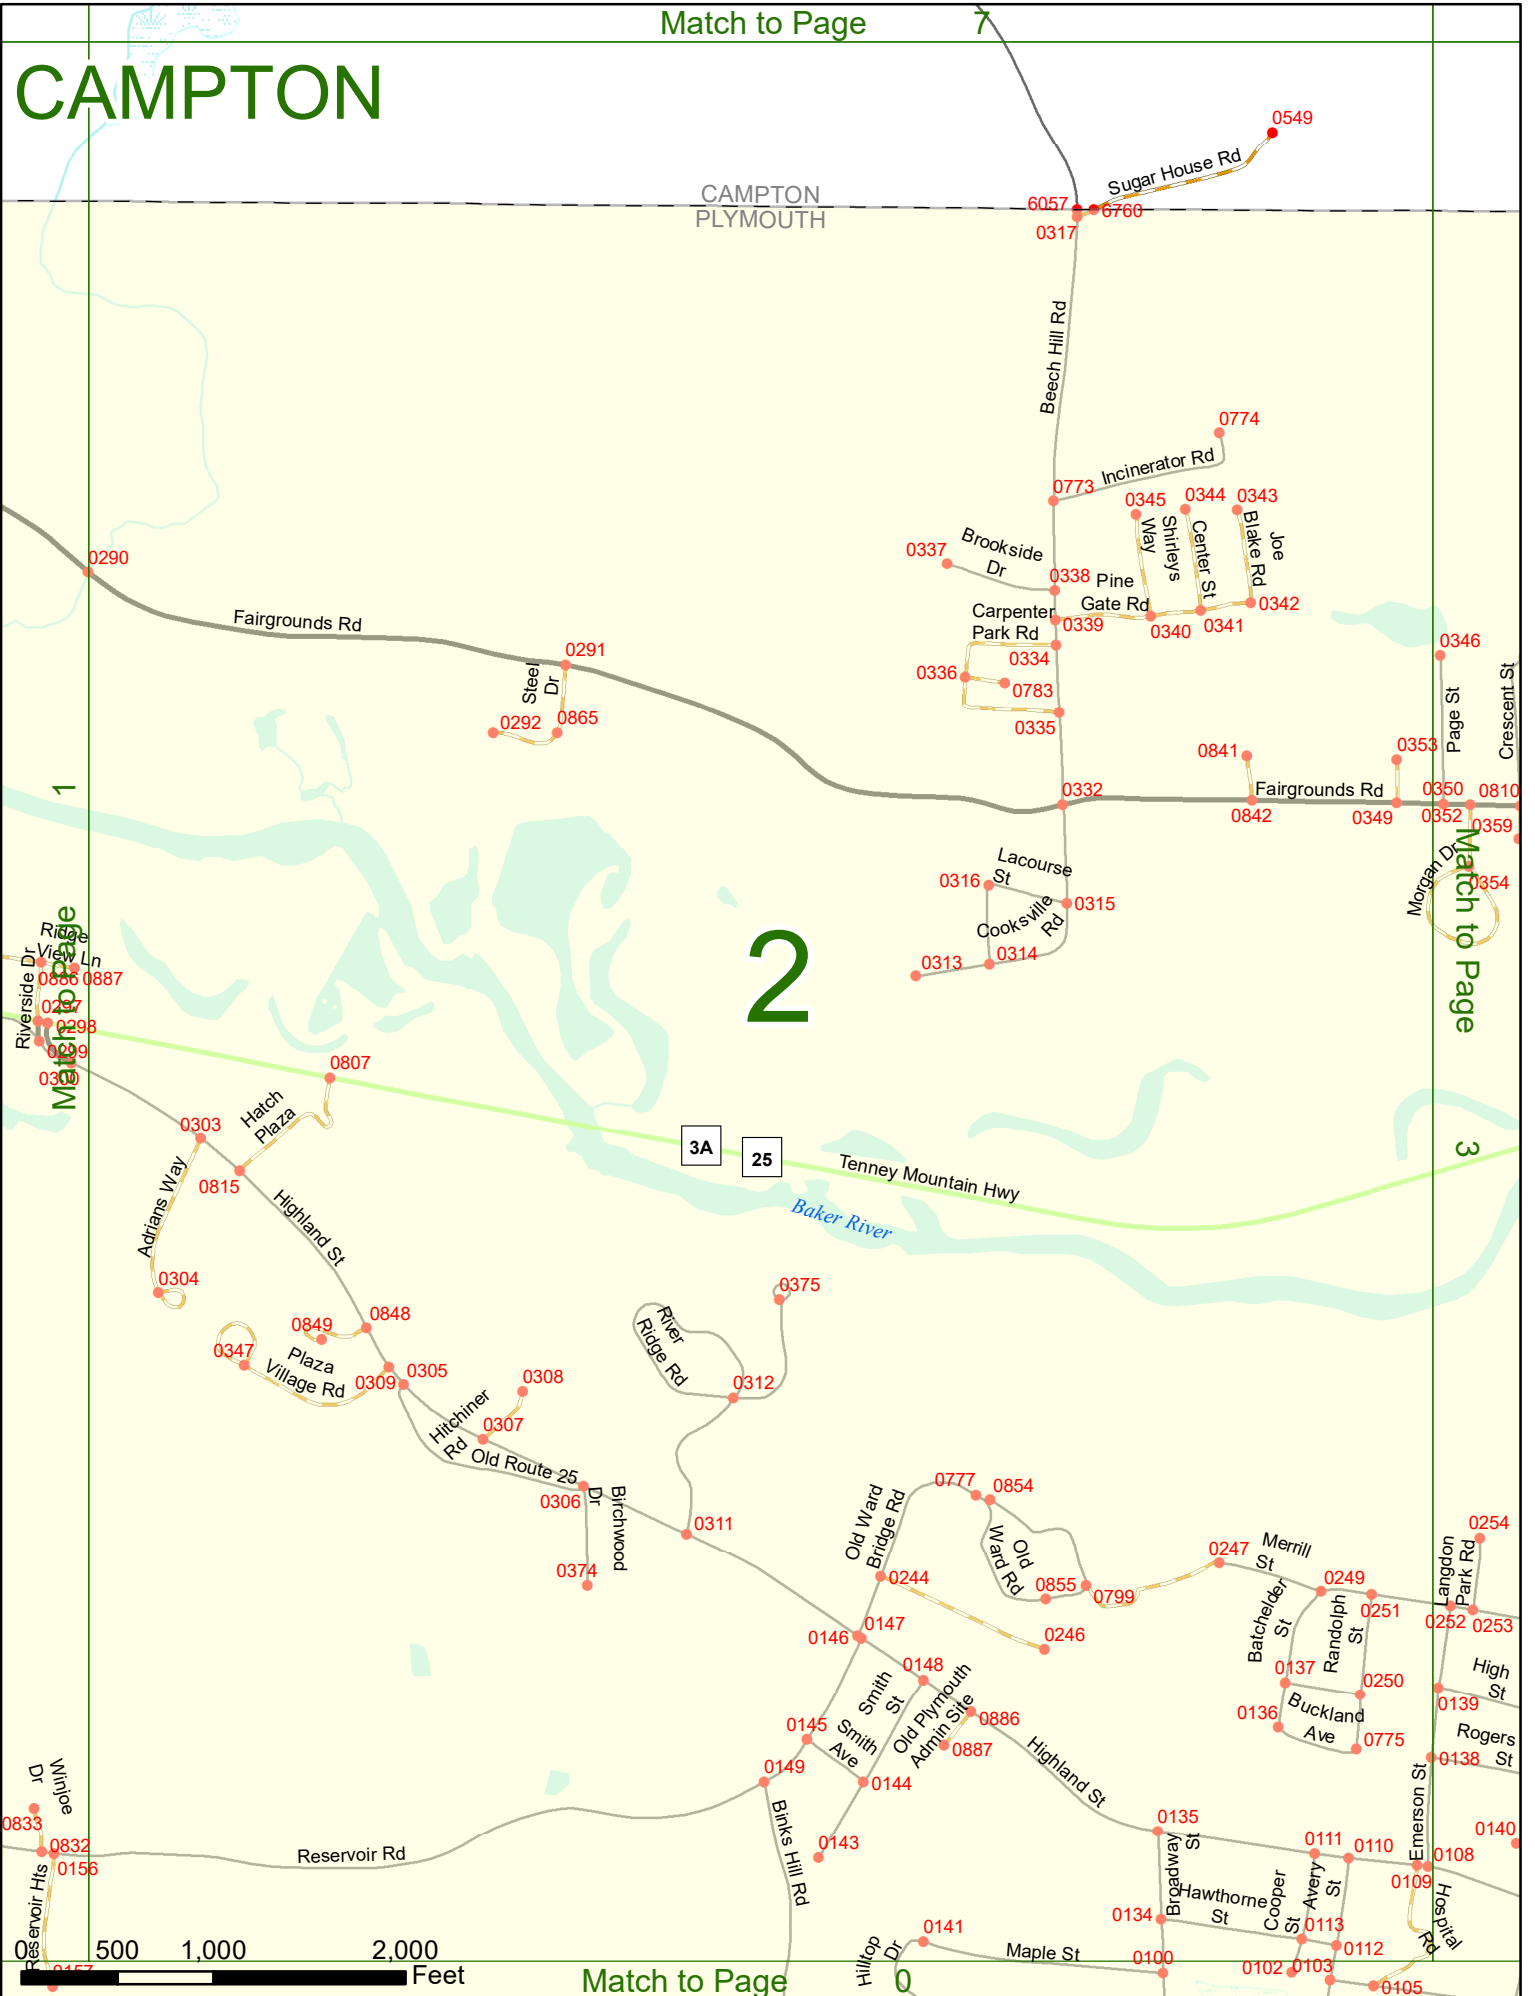 Match to Page 7
CAMPTON
0549
Sugar House Rd
CAMPTON
PLYMOUTH
6057
6760
0317
Beech Hill Rd
0774
Incinerator Rd
0773
0345
0344
0343
Way
Shirleys
Center St
Joe
Blake Rd
0337
Brookside
Dr
0338
Pine
Gate Rd
0342
0290
Fairgrounds Rd
Carpenter
Park Rd
0339
0340
0341
0334
0291
Steel
Dr
0336
0783
0346
Page St
Crescent St
0292
0865
0335
0841
0353
1
0332
Fairgrounds Rd
0842
0349
0350
0352
0810
0359
Morgan Dr
0354
Match to Page
Lacourse
St
0316
0315
Cooksville
Rd
0313
0314
2
Ridge
View Ln
Riverside Dr
0886
0887
0297
0298
0299
0300
Match to Page
0807
Hatch
Plaza
0303
0815
Adrians Way
Highland St
3A
25
Tenney Mountain Hwy
Baker River
3
0304
0375
0849
0848
0347
Plaza
Village Rd
0309
0305
River
Ridge Rd
0308
0312
Hitchiner
Rd
0307
Old Route 25
0306
Birchwood
Dr
0311
0374
0777
0854
Old Ward
Bridge Rd
Old
Ward Rd
0244
0855
0799
0247
Merrill
St
0249
0254
Langdon
Park Rd
0251
0252
0253
Batchelder
St
Randolph
St
0146
0147
0246
0148
Smith
St
Old Plymouth
Admin Site
0137
0250
High
St
0139
0145
Smith
Ave
0886
0887
0136
Buckland
Ave
0775
Rogers
St
0138
0149
0144
Highland St
Winjoe
Dr
0833
0832
0156
Reservoir Rd
Binks Hill Rd
0143
0135
Broadway
St
0111
0110
Emerson St
0108
0109
0140
Reservoir Hts
Hawthorne
St
Cooper
St
Avery
St
Hospital
Rd
0134
0113
0112
0141
Hilltop
Dr
Maple St
0100
0102
0103
0105
0157
0 500 1,000 2,000
Feet
Match to Page 0